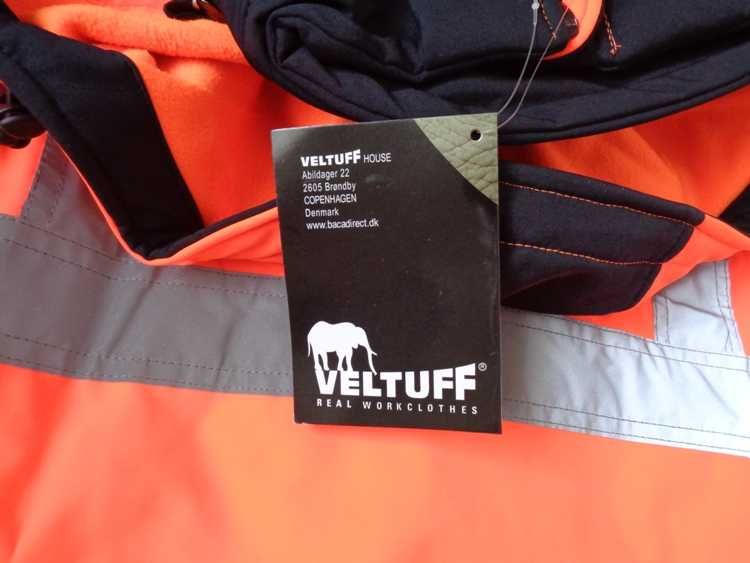 VELTUFF HOUSE
Abildager 22
2605 Brøndby
COPENHAGEN
Denmark
www.bacadirect.dk
VELTUFF®
REAL WORKCLOTHES